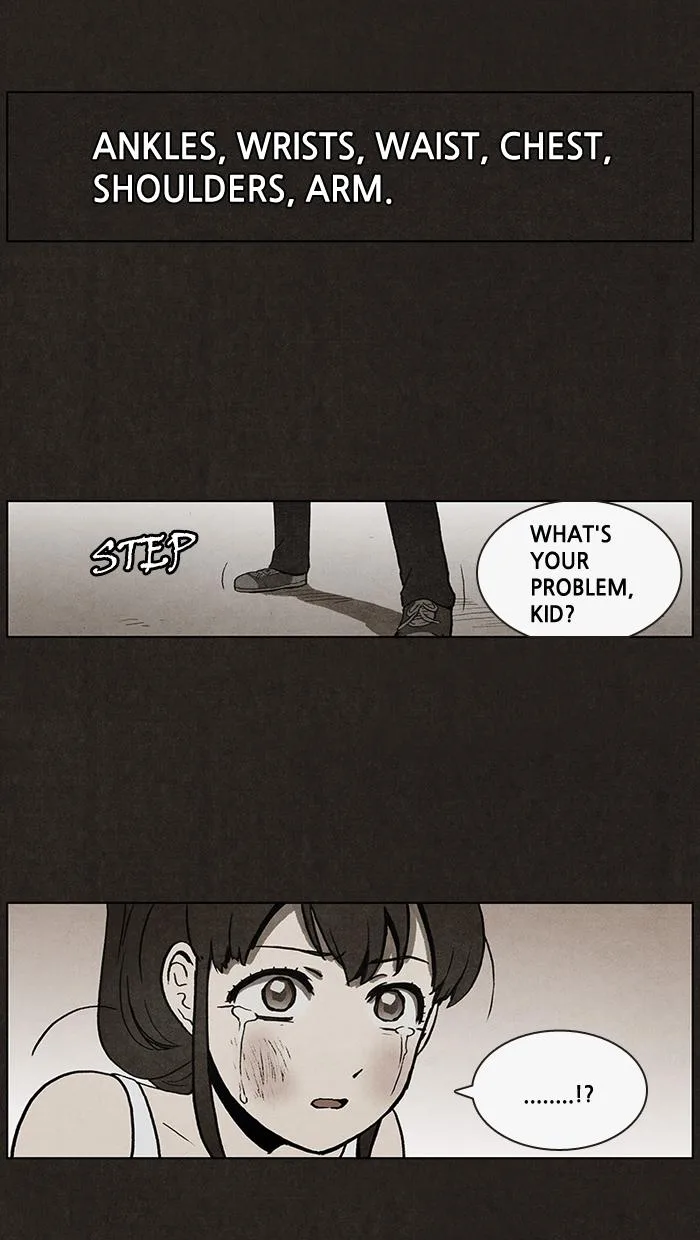 ANKLES, WRISTS, WAIST, CHEST,
SHOULDERS, ARM.
STEP
WHAT'S
YOUR
PROBLEM,
KID?
........!?